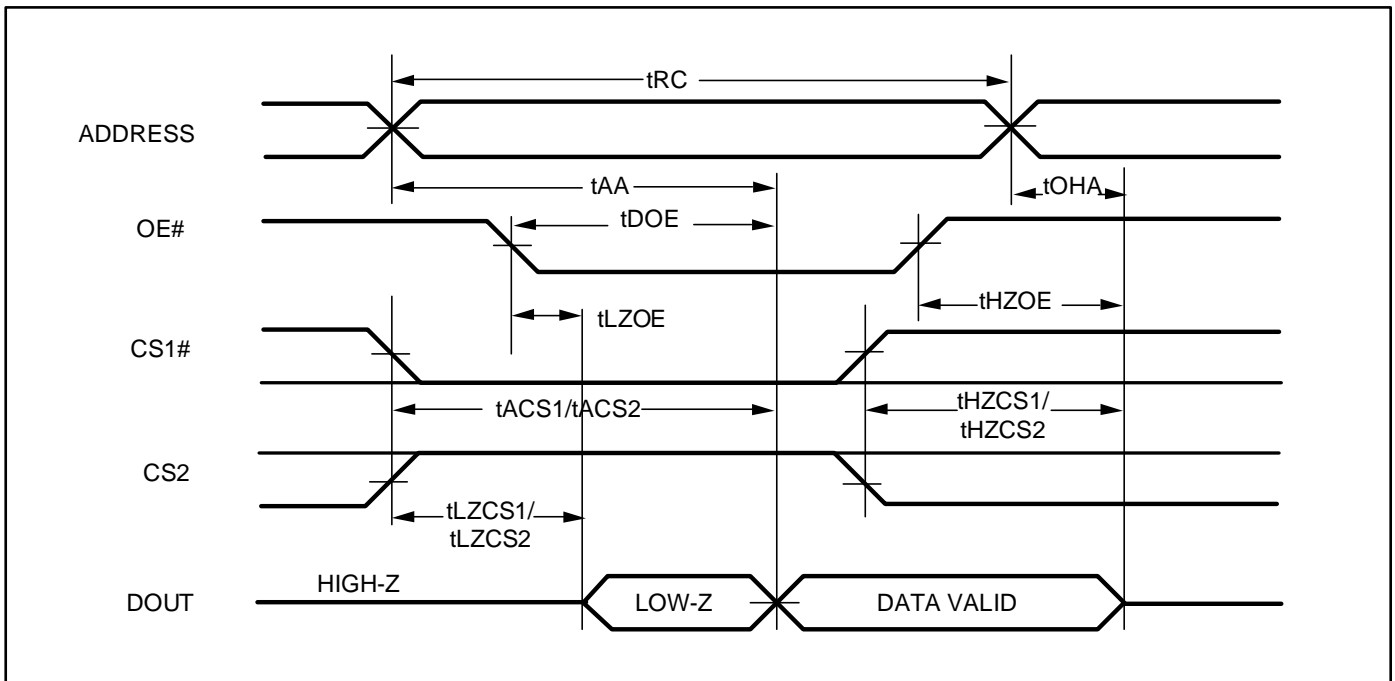 tRC
ADDRESS
tAA
tOHA
OE#
tDOE
tHZOE
tLZOE
CS1#
tACS1/tACS2
tHZCS1/
tHZCS2
CS2
tLZCS1/
tLZCS2
HIGH-Z
DOUT
LOW-Z
DATA VALID